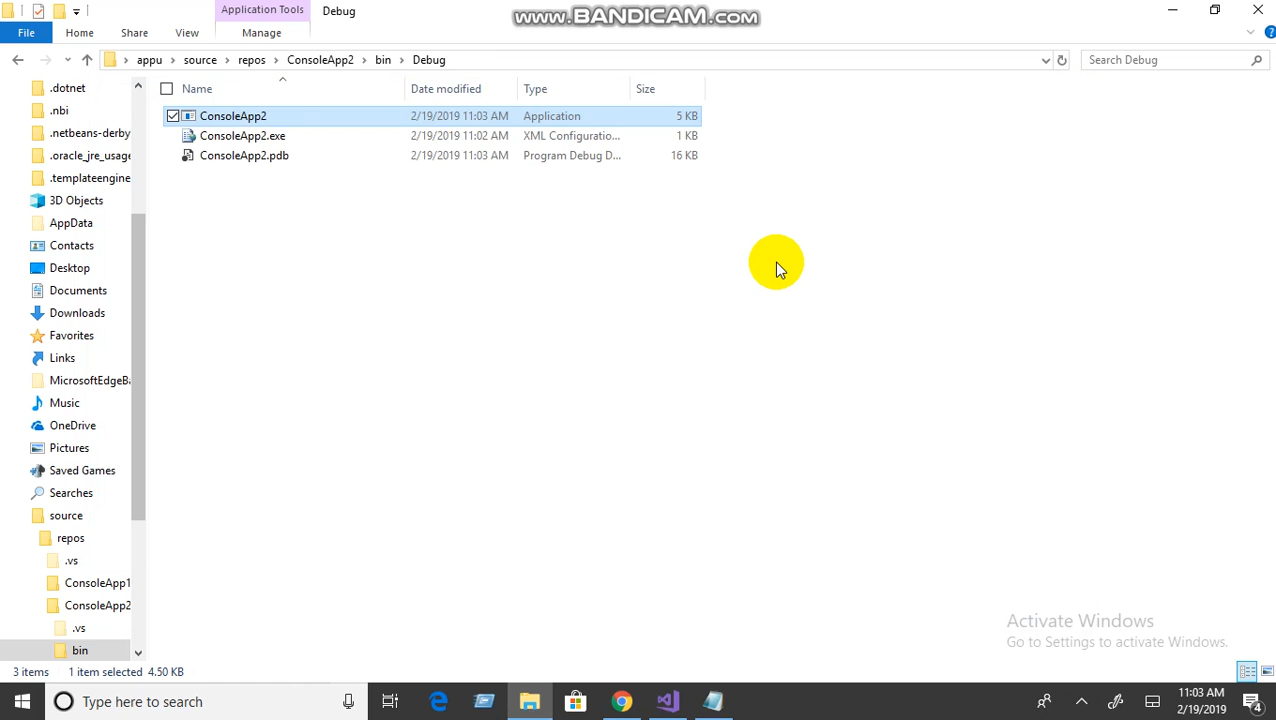 Application Tools
Debug
www.BANDICAM.com
File
Home
Share
View
Manage
appu
source
repos
ConsoleApp2
bin
Debug
Search Debug
Name
Date modified
Type
Size
ConsoleApp2
2/19/2019 11:03 AM
Application
5 KB
ConsoleApp2.exe
2/19/2019 11:02 AM
XML Configuratio...
1 KB
ConsoleApp2.pdb
2/19/2019 11:03 AM
Program Debug D...
16 KB
.dotnet
.nbi
.netbeans-derby
.oracle_jre_usage
.templateengine
3D Objects
AppData
Contacts
Desktop
Documents
Downloads
Favorites
Links
MicrosoftEdgeBa
Music
OneDrive
Pictures
Saved Games
Searches
source
repos
.vs
ConsoleApp1
ConsoleApp2
.vs
bin
Activate Windows
Go to Settings to activate Windows.
3 items
1 item selected 4.50 KB
Type here to search
11:03 AM
2/19/2019
4